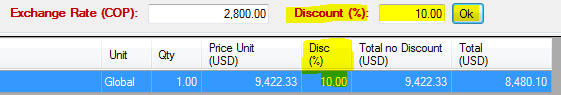 Exchange Rate (COP): 2,800.00 Discount (%): 10.00 Ok
Unit Qty Price Unit (USD) Disc (%) Total no Discount (USD) Total (USD)
Global 1.00 9,422.33 10.00 9,422.33 8,480.10